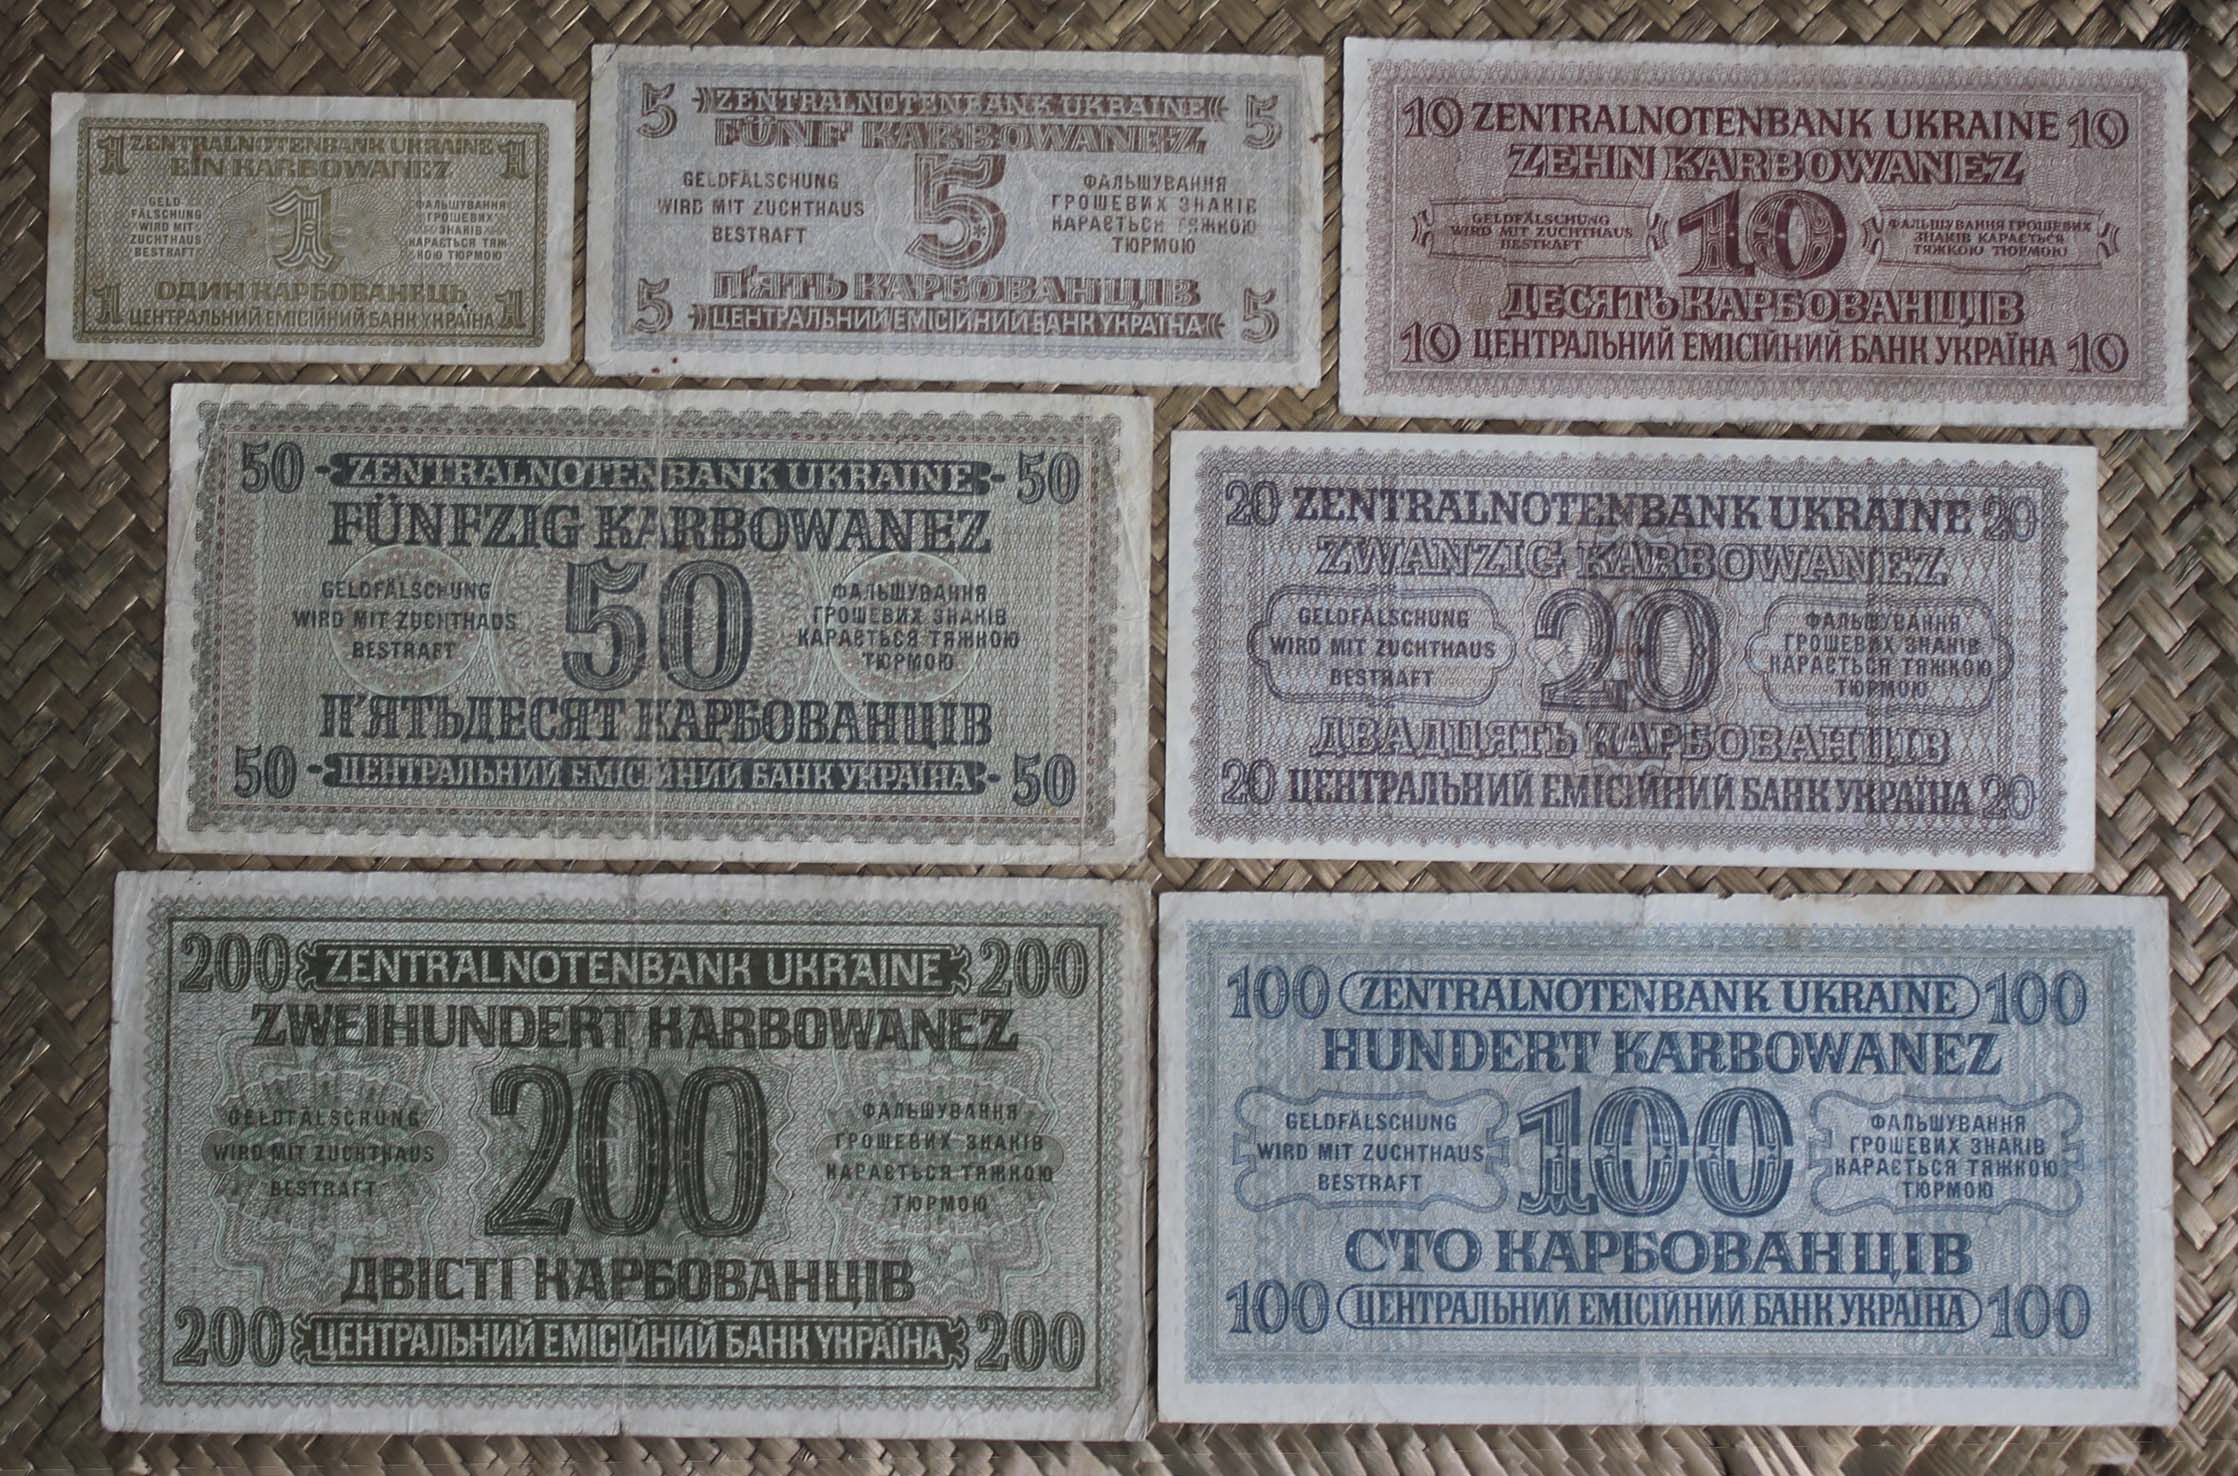 1 ZENTRALNOTENBANK UKRAINE 1
EIN KARBOWANEZ
GELD
FÄLSCHUNG
WIRD MIT
ZUCHTHAUS
BESTRAFT
1
ФАЛЬШУВАННЯ
ГРОШЕВИХ
ЗНАКІВ
КАРАЄТЬСЯ ТЯЖ
КОЮ ТЮРМОЮ
ОДИН КАРБОВАНЕЦЬ
1 ЦЕНТРАЛЬНИЙ ЕМІСІЙНИЙ БАНК УКРАЇНА 1
5 ZENTRALNOTENBANK UKRAINE 5
FÜNF KARBOWANEZ
GELDFÄLSCHUNG
WIRD MIT ZUCHTHAUS
BESTRAFT
5
ФАЛЬШУВАННЯ
ГРОШЕВИХ ЗНАКІВ
КАРАЄТЬСЯ ТЯЖКОЮ
ТЮРМОЮ
П'ЯТЬ КАРБОВАНЦІВ
5 ЦЕНТРАЛЬНИЙ ЕМІСІЙНИЙ БАНК УКРАЇНА 5
10 ZENTRALNOTENBANK UKRAINE 10
ZEHN KARBOWANEZ
GELDFÄLSCHUNG
WIRD MIT ZUCHTHAUS
BESTRAFT
10
ФАЛЬШУВАННЯ ГРОШЕВИХ
ЗНАКІВ КАРАЄТЬСЯ
ТЯЖКОЮ ТЮРМОЮ
ДЕСЯТЬ КАРБОВАНЦІВ
10 ЦЕНТРАЛЬНИЙ ЕМІСІЙНИЙ БАНК УКРАЇНА 10
50 ZENTRALNOTENBANK UKRAINE 50
FÜNFZIG KARBOWANEZ
GELDFÄLSCHUNG
WIRD MIT ZUCHTHAUS
BESTRAFT
50
ФАЛЬШУВАННЯ
ГРОШЕВИХ ЗНАКІВ
КАРАЄТЬСЯ ТЯЖКОЮ
ТЮРМОЮ
П'ЯТЬДЕСЯТ КАРБОВАНЦІВ
50 ЦЕНТРАЛЬНИЙ ЕМІСІЙНИЙ БАНК УКРАЇНА 50
20 ZENTRALNOTENBANK UKRAINE 20
ZWANZIG KARBOWANEZ
GELDFÄLSCHUNG
WIRD MIT ZUCHTHAUS
BESTRAFT
20
ФАЛЬШУВАННЯ
ГРОШЕВИХ ЗНАКІВ
КАРАЄТЬСЯ ТЯЖКОЮ
ТЮРМОЮ
ДВАДЦЯТЬ КАРБОВАНЦІВ
20 ЦЕНТРАЛЬНИЙ ЕМІСІЙНИЙ БАНК УКРАЇНА 20
200 ZENTRALNOTENBANK UKRAINE 200
ZWEIHUNDERT KARBOWANEZ
GELDFÄLSCHUNG
WIRD MIT ZUCHTHAUS
BESTRAFT
200
ФАЛЬШУВАННЯ
ГРОШЕВИХ ЗНАКІВ
КАРАЄТЬСЯ ТЯЖКОЮ
ТЮРМОЮ
ДВІСТІ КАРБОВАНЦІВ
200 ЦЕНТРАЛЬНИЙ ЕМІСІЙНИЙ БАНК УКРАЇНА 200
100 ZENTRALNOTENBANK UKRAINE 100
HUNDERT KARBOWANEZ
GELDFÄLSCHUNG
WIRD MIT ZUCHTHAUS
BESTRAFT
100
ФАЛЬШУВАННЯ
ГРОШЕВИХ ЗНАКІВ
КАРАЄТЬСЯ ТЯЖКОЮ
ТЮРМОЮ
СТО КАРБОВАНЦІВ
100 ЦЕНТРАЛЬНИЙ ЕМІСІЙНИЙ БАНК УКРАЇНА 100